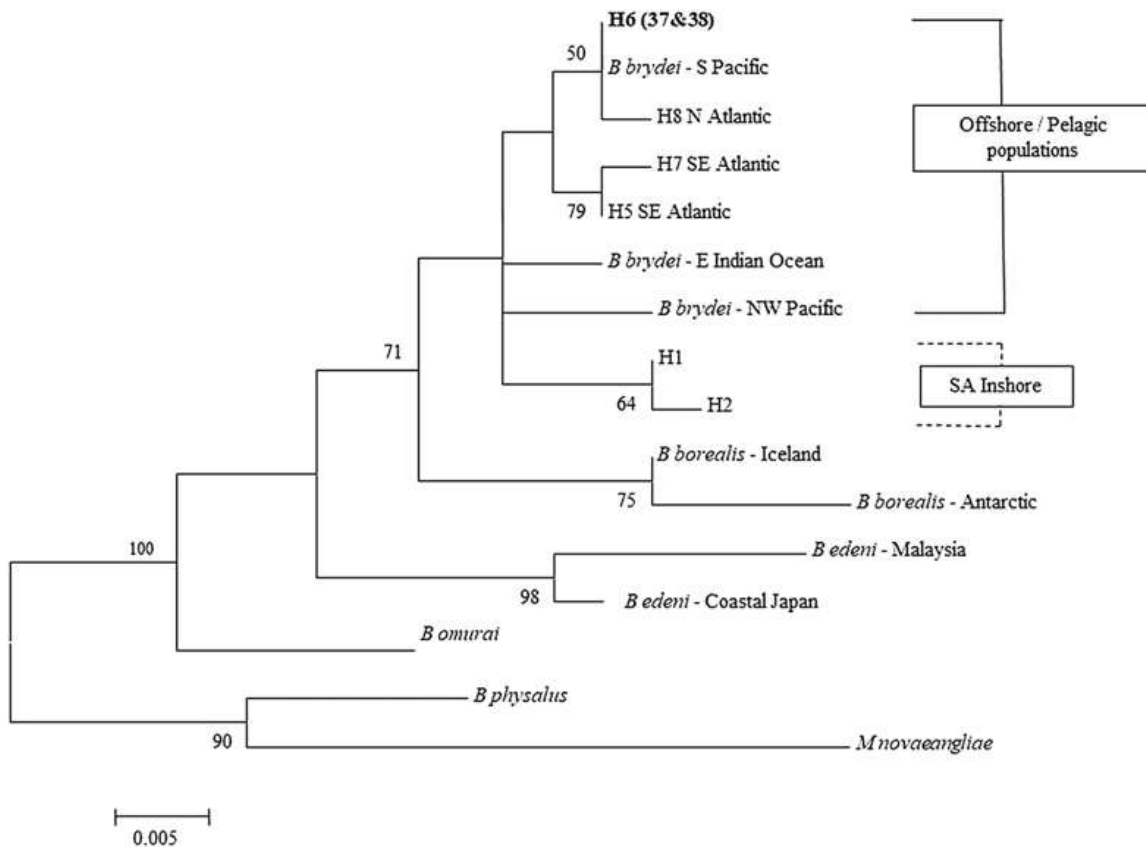 H6 (37&38)
50
B brydei - S Pacific
H8 N Atlantic
Offshore / Pelagic
populations
H7 SE Atlantic
79
H5 SE Atlantic
B brydei - E Indian Ocean
B brydei - NW Pacific
71
H1
SA Inshore
64
H2
B borealis - Iceland
75
B borealis - Antarctic
100
B edeni - Malaysia
98
B edeni - Coastal Japan
B omurai
B physalus
90
M novaeangliae
0.005